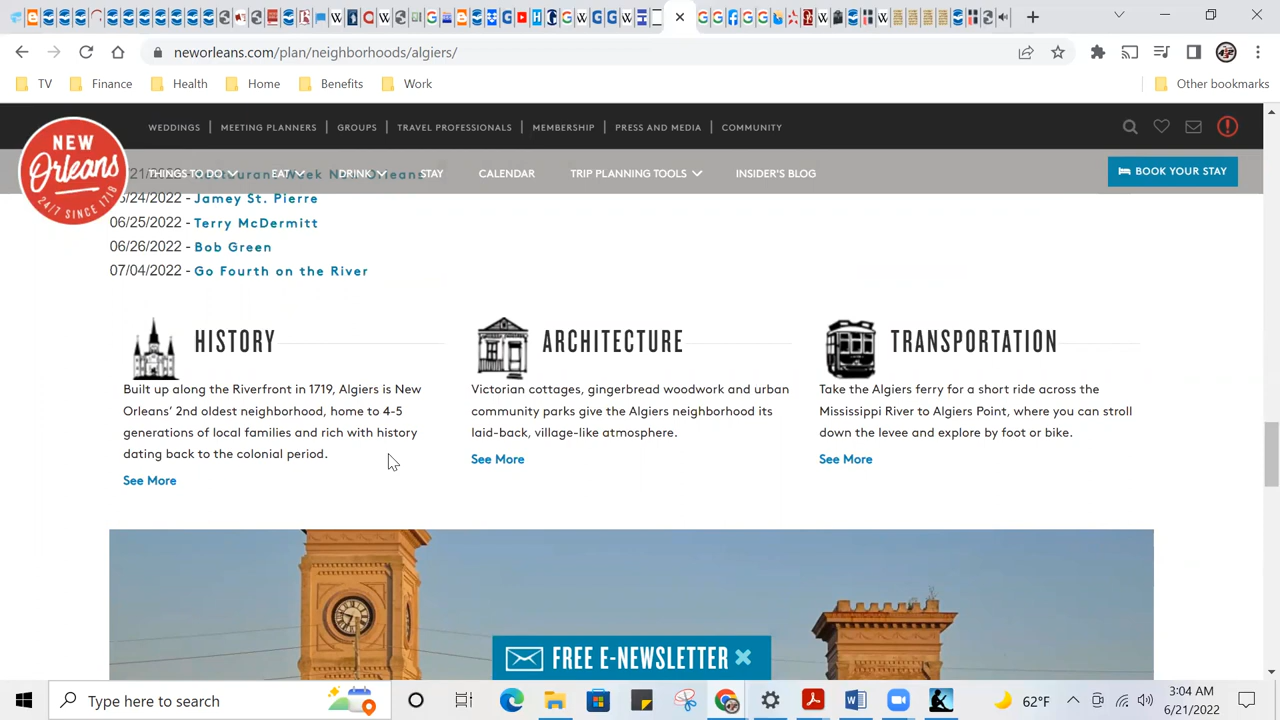 neworleans.com/plan/neighborhoods/algiers/
TV Finance Health Home Benefits Work Other bookmarks
WEDDINGS | MEETING PLANNERS | GROUPS | TRAVEL PROFESSIONALS | MEMBERSHIP | PRESS AND MEDIA | COMMUNITY
NEW
Orleans
24/7 SINCE 1718
THINGS TO DO EAT DRINK STAY CALENDAR TRIP PLANNING TOOLS INSIDER'S BLOG BOOK YOUR STAY
/24/2022 - Jamey St. Pierre
06/25/2022 - Terry McDermitt
06/26/2022 - Bob Green
07/04/2022 - Go Fourth on the River
HISTORY
Built up along the Riverfront in 1719, Algiers is New
Orleans’ 2nd oldest neighborhood, home to 4-5
generations of local families and rich with history
dating back to the colonial period.
See More
ARCHITECTURE
Victorian cottages, gingerbread woodwork and urban
community parks give the Algiers neighborhood its
laid-back, village-like atmosphere.
See More
TRANSPORTATION
Take the Algiers ferry for a short ride across the
Mississippi River to Algiers Point, where you can stroll
down the levee and explore by foot or bike.
See More
FREE E-NEWSLETTER
Type here to search
62°F
3:04 AM
6/21/2022